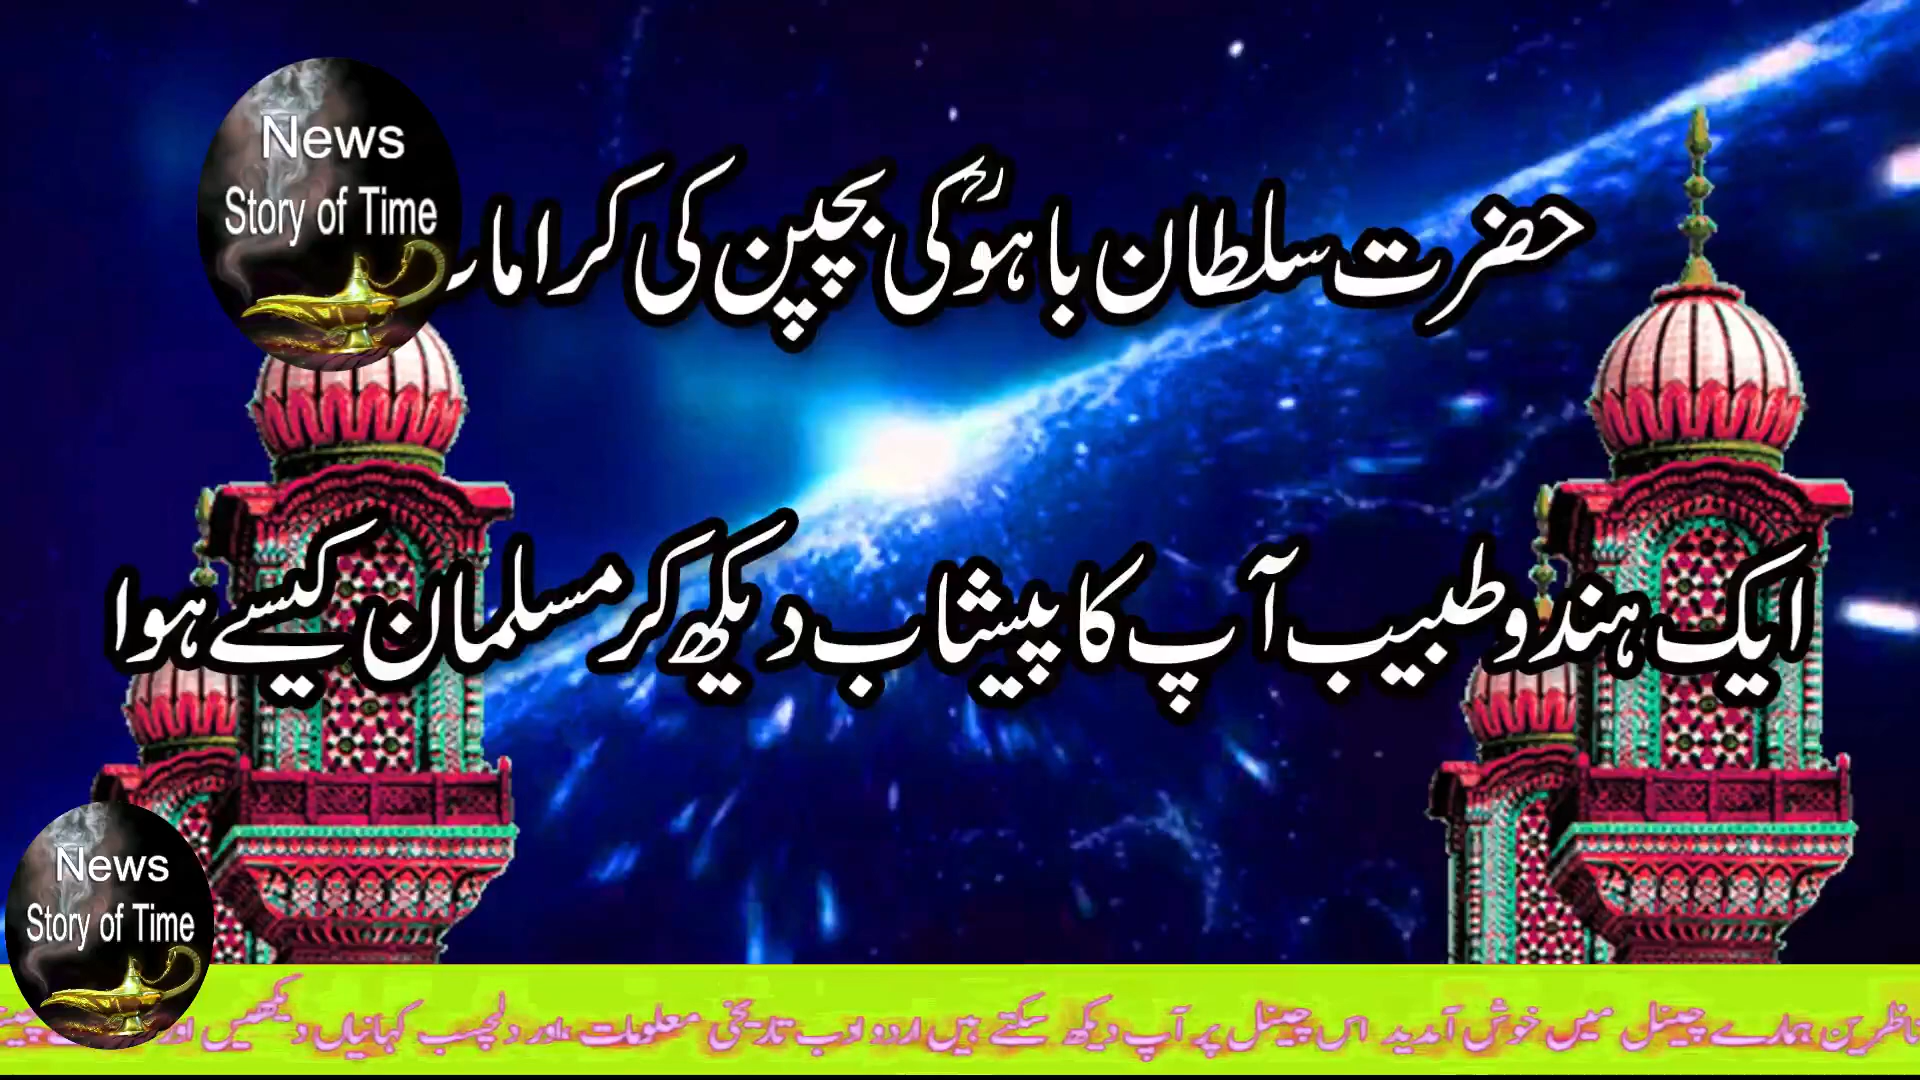 News
Story of Time
حضرت سلطان باہوؒ کی بچپن کی کراما
ایک ہندو طبیب آپ کا پیشاب دیکھ کر مسلمان کیسے ہوا
News
Story of Time
ناظرین ہمارے چینل میں خوش آمدید اس چینل پر آپ دیکھ سکتے ہیں اردو ادب تاریخی معلومات ،اور دلچسپ کہانیاں دیکھیں اور